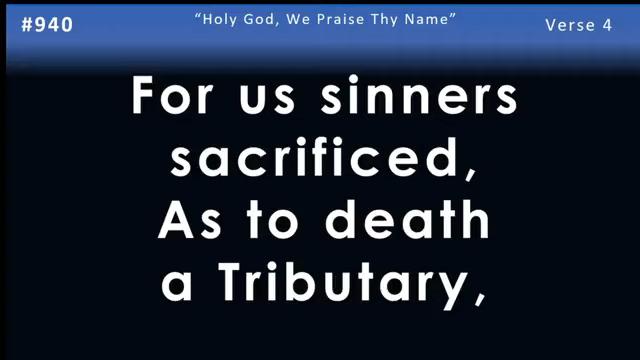 #940
“Holy God, We Praise Thy Name”
Verse 4
For us sinners
sacrificed,
As to death
a Tributary,